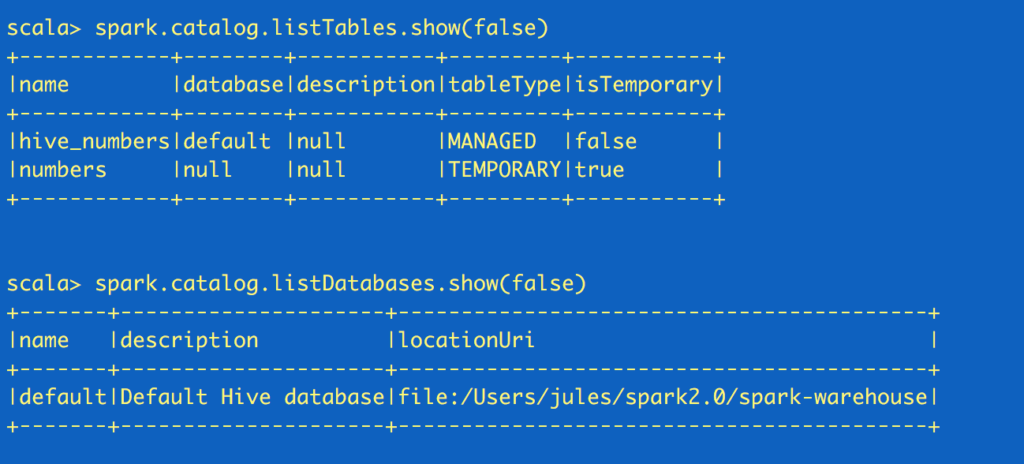 scala> spark.catalog.listTables.show(false)
+------------+--------+-----------+---------+-----------+
|name        |database|description|tableType|isTemporary|
+------------+--------+-----------+---------+-----------+
|hive_numbers|default |null       |MANAGED  |false      |
|numbers     |null    |null       |TEMPORARY|true       |
+------------+--------+-----------+---------+-----------+
scala> spark.catalog.listDatabases.show(false)
+-------+---------------------+------------------------------------------+
|name   |description          |locationUri                               |
+-------+---------------------+------------------------------------------+
|default|Default Hive database|file:/Users/jules/spark2.0/spark-warehouse|
+-------+---------------------+------------------------------------------+